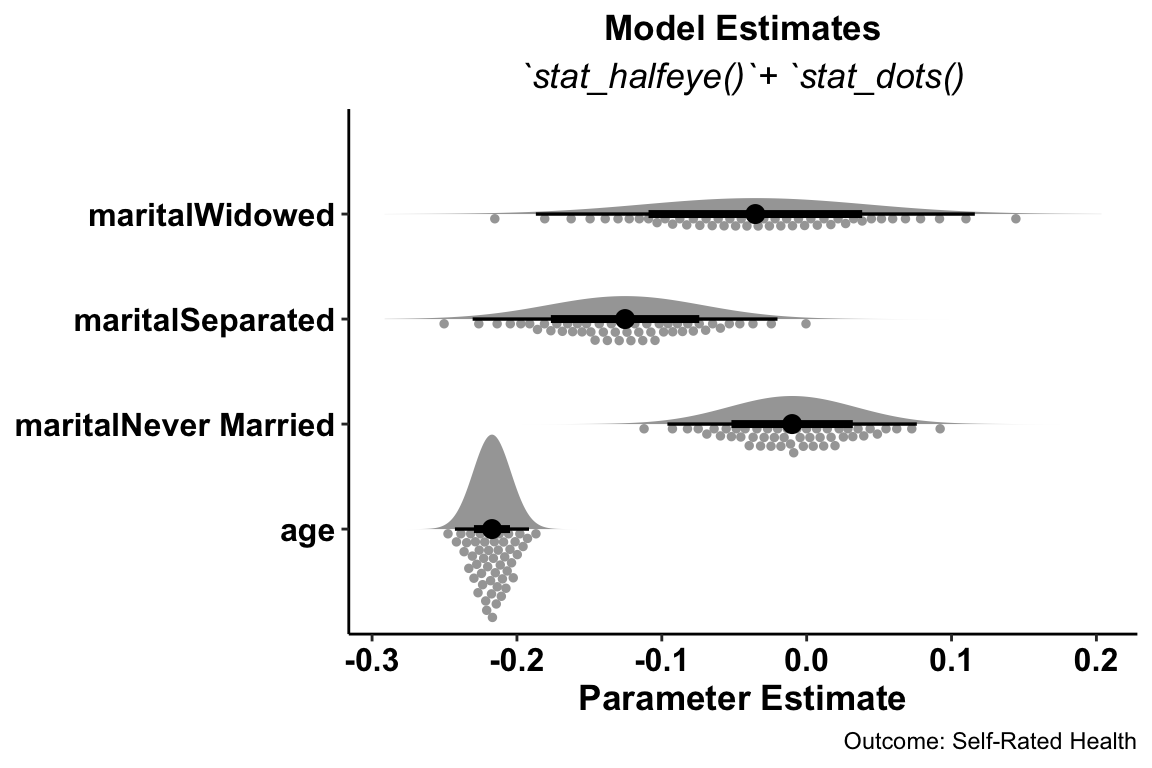 Model Estimates
`stat_halfeye()`+ `stat_dots()
maritalWidowed
maritalSeparated
maritalNever Married
age
-0.3 -0.2 -0.1 0.0 0.1 0.2
Parameter Estimate
Outcome: Self-Rated Health